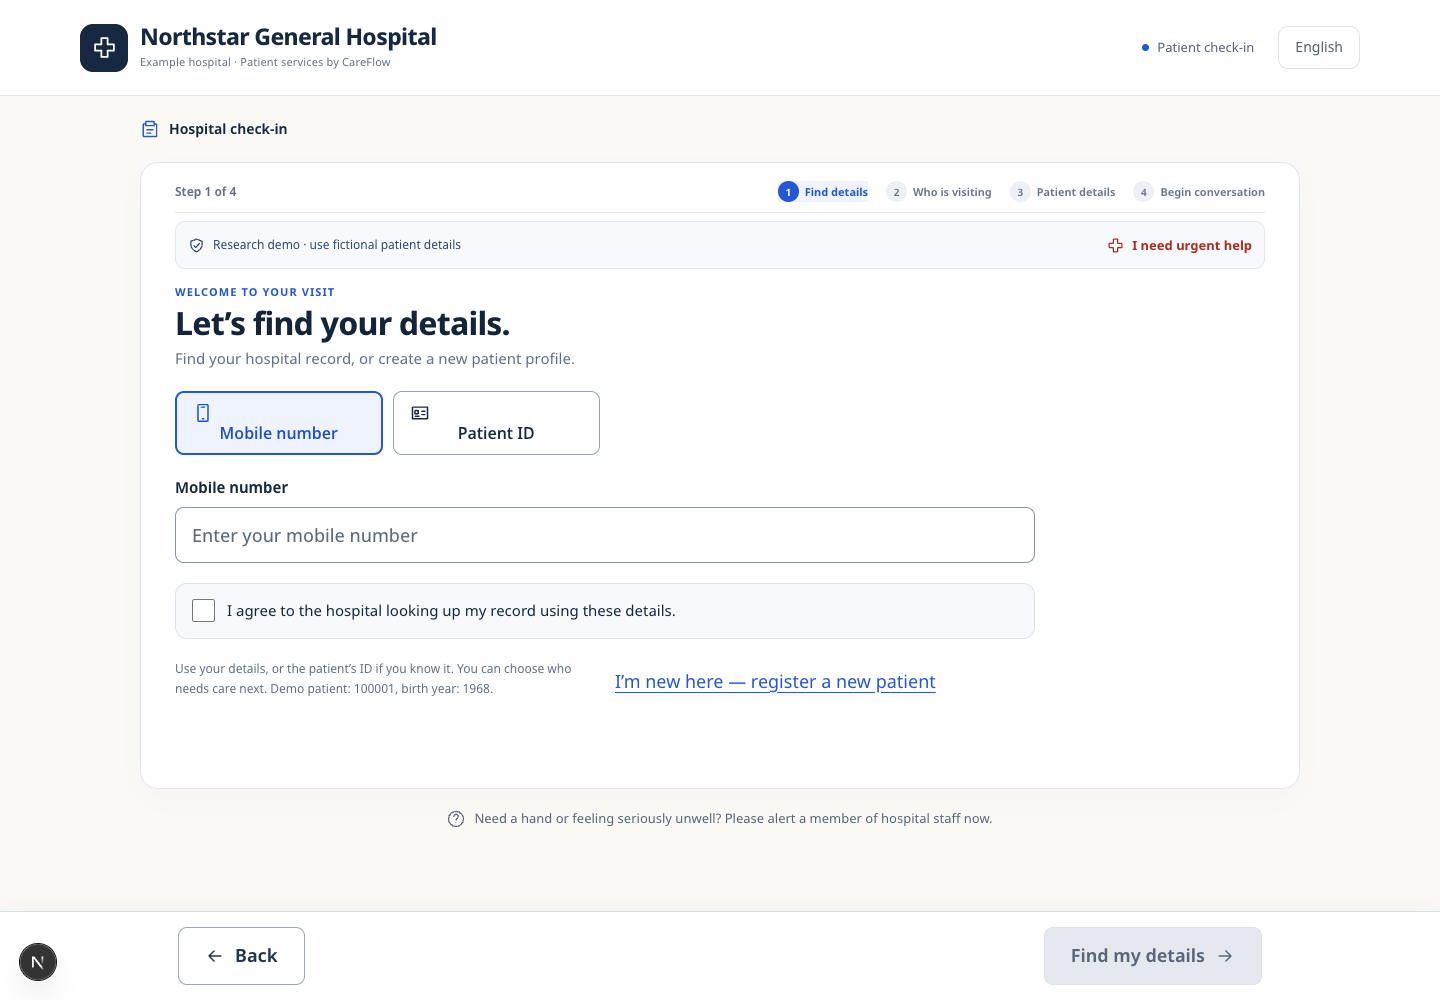 Northstar General Hospital
Example hospital · Patient services by CareFlow
Patient check-in
English
Hospital check-in
Step 1 of 4
1 Find details
2 Who is visiting
3 Patient details
4 Begin conversation
Research demo · use fictional patient details
I need urgent help
WELCOME TO YOUR VISIT
Let’s find your details.
Find your hospital record, or create a new patient profile.
Mobile number
Patient ID
Mobile number
Enter your mobile number
I agree to the hospital looking up my record using these details.
Use your details, or the patient’s ID if you know it. You can choose who
needs care next. Demo patient: 100001, birth year: 1968.
I’m new here — register a new patient
Need a hand or feeling seriously unwell? Please alert a member of hospital staff now.
N
← Back
Find my details →